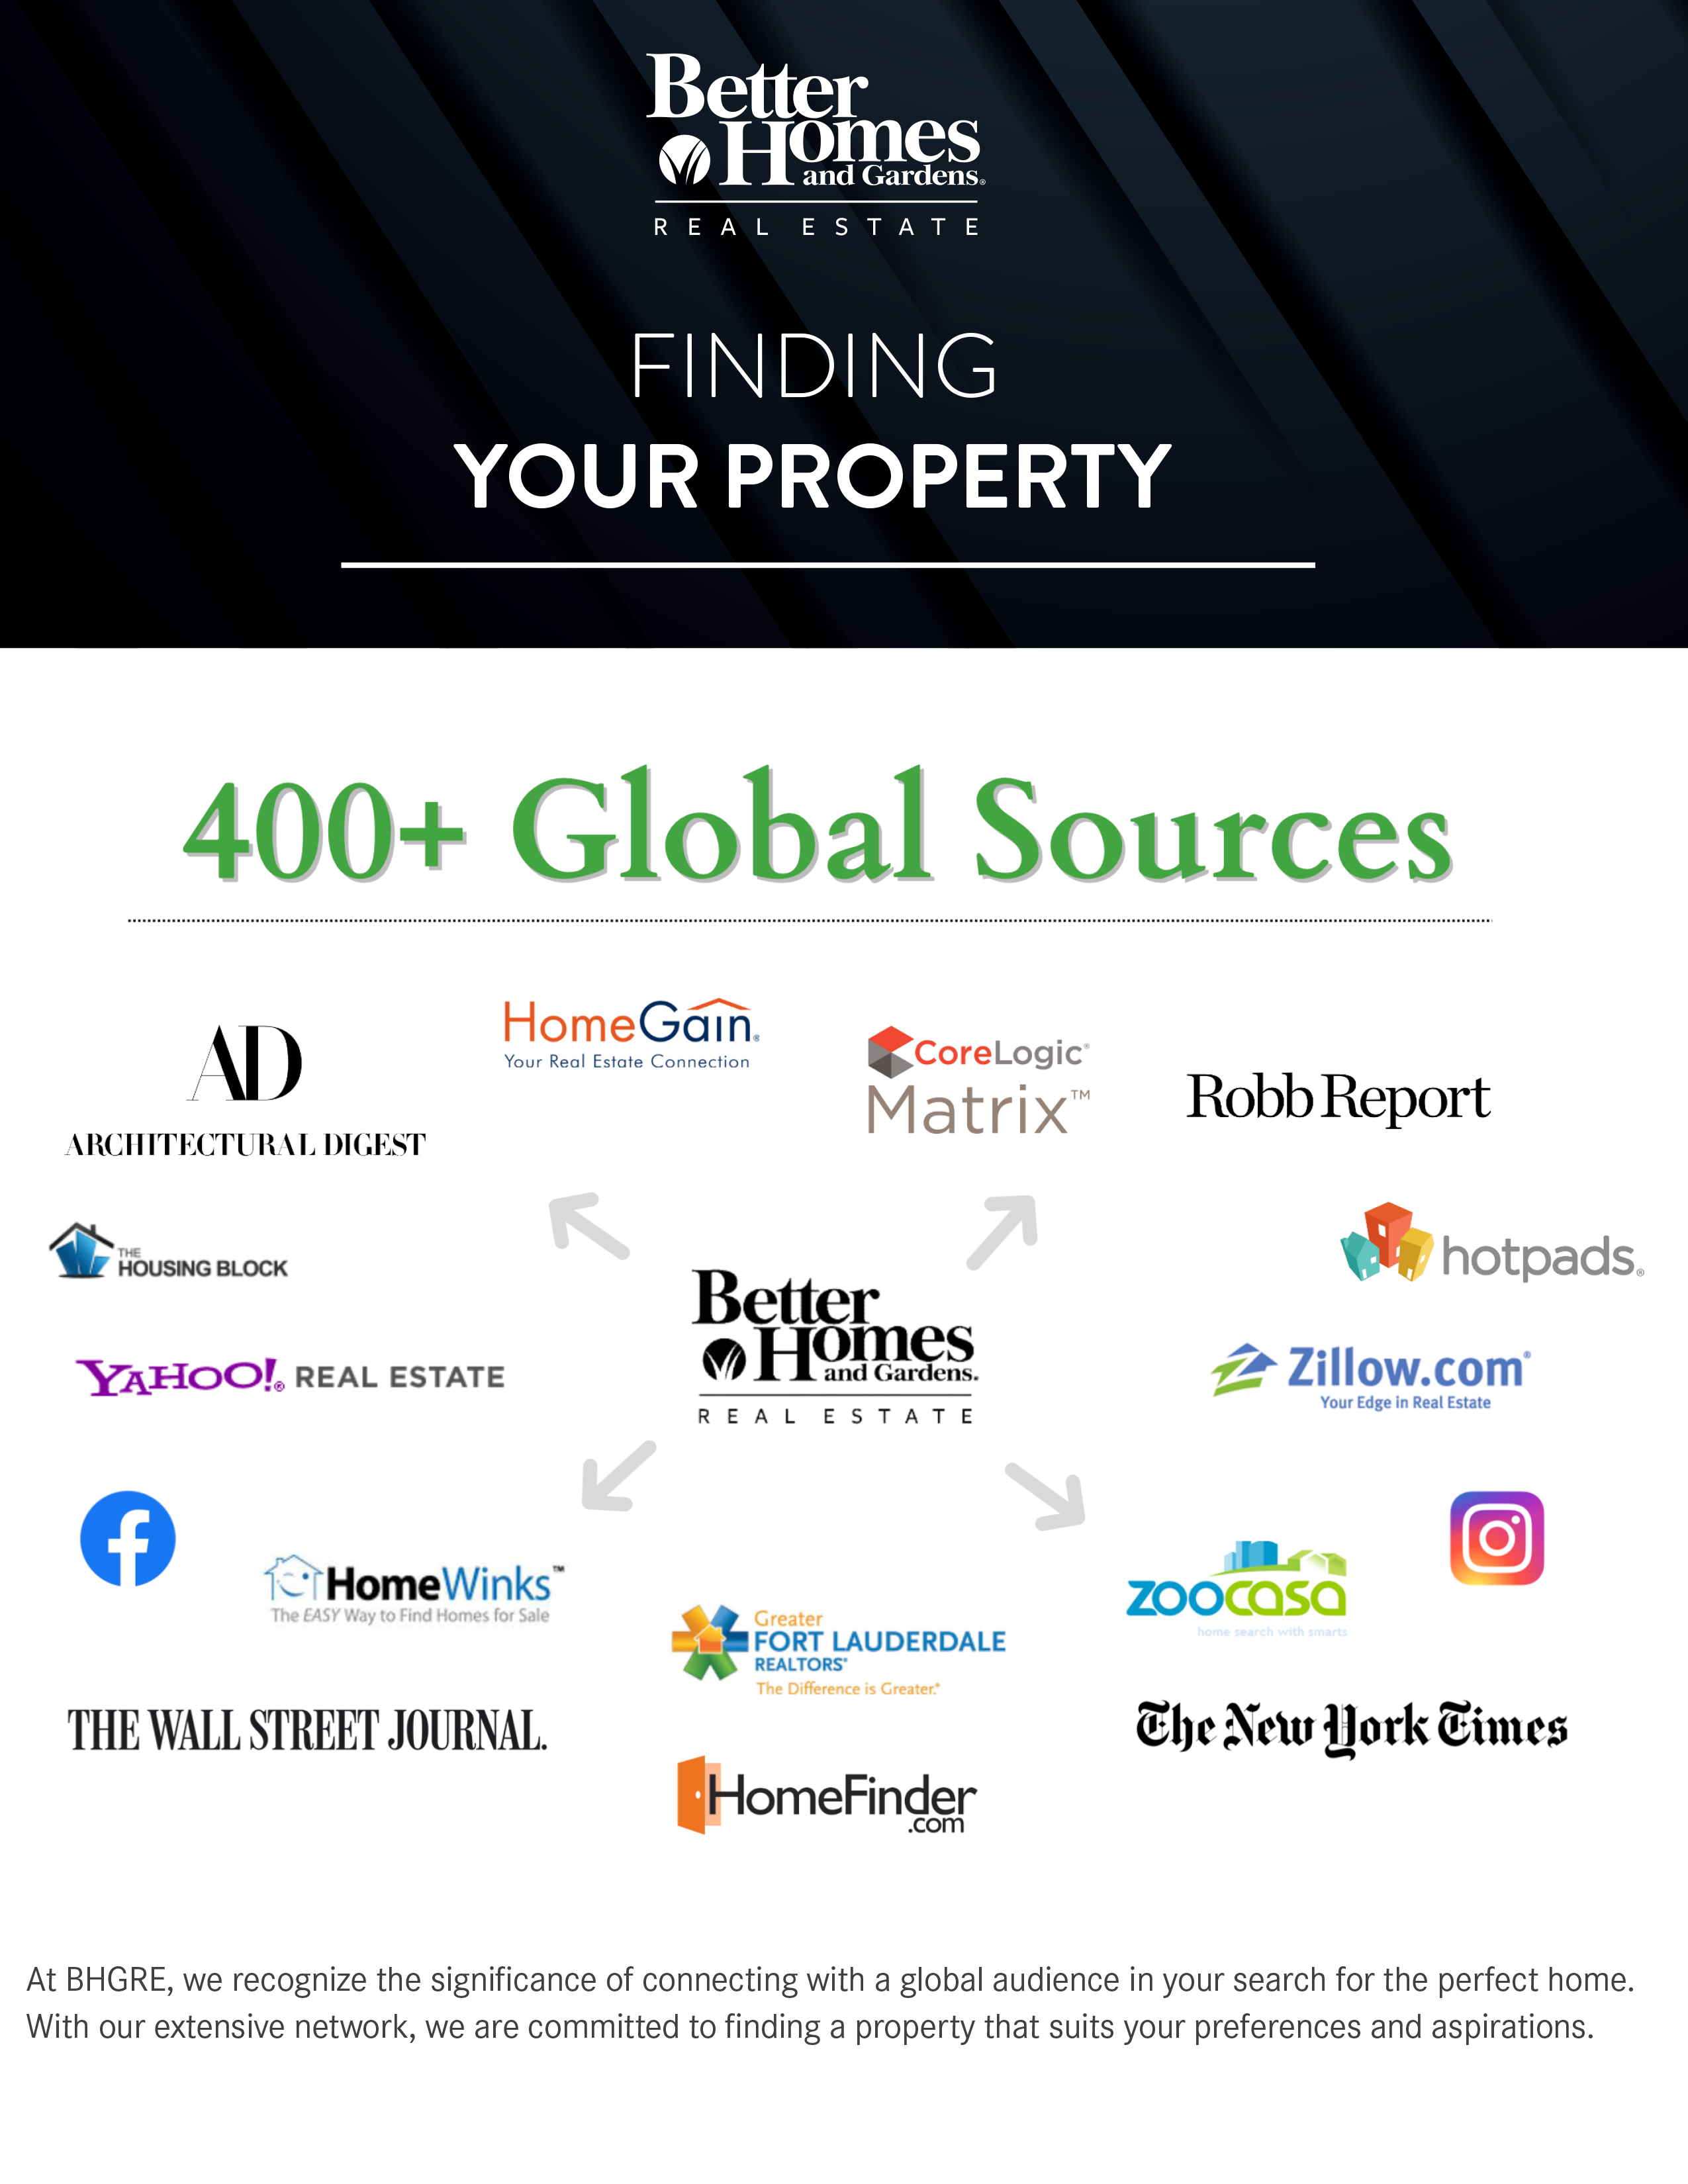 Better
Homes
and Gardens®
REAL ESTATE
FINDING
YOUR PROPERTY
400+ Global Sources
AD
ARCHITECTURAL DIGEST
HomeGain®
Your Real Estate Connection
CoreLogic®
Matrix™
Robb Report
THE
HOUSING BLOCK
hotpads®
Better
Homes
and Gardens®
REAL ESTATE
YAHOO!® REAL ESTATE
Zillow.com®
Your Edge in Real Estate
HomeWinks™
The EASY Way to Find Homes for Sale
zoocasa
home search with smarts
Greater
FORT LAUDERDALE
REALTORS®
The Difference is Greater.®
THE WALL STREET JOURNAL.
The New York Times
HomeFinder
.com
At BHGRE, we recognize the significance of connecting with a global audience in your search for the perfect home.
With our extensive network, we are committed to finding a property that suits your preferences and aspirations.